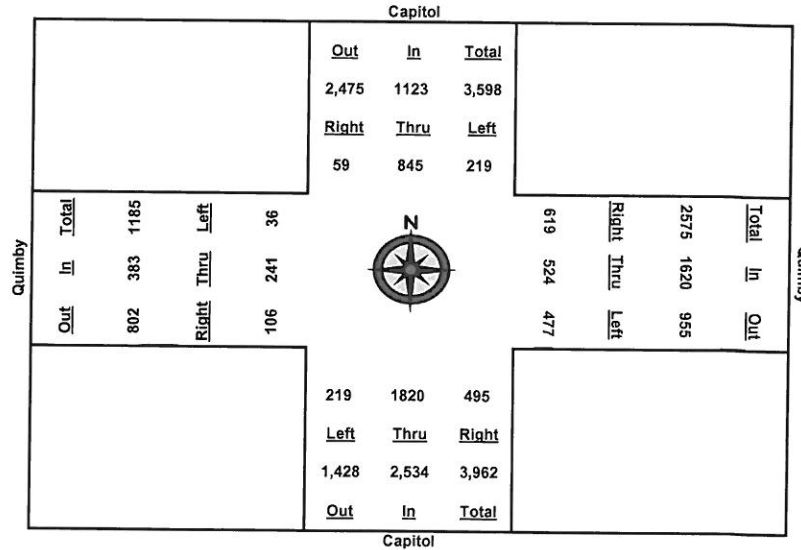 Capitol
Out In Total
2,475 1123 3,598
Right Thru Left
59 845 219
Quimby
Total In Out
1185 383 802
Left Thru Right
36 241 106
N
619 524 477
Right Thru Left
2575 1620 955
Total In Out
Quimby
219 1820 495
Left Thru Right
1,428 2,534 3,962
Out In Total
Capitol